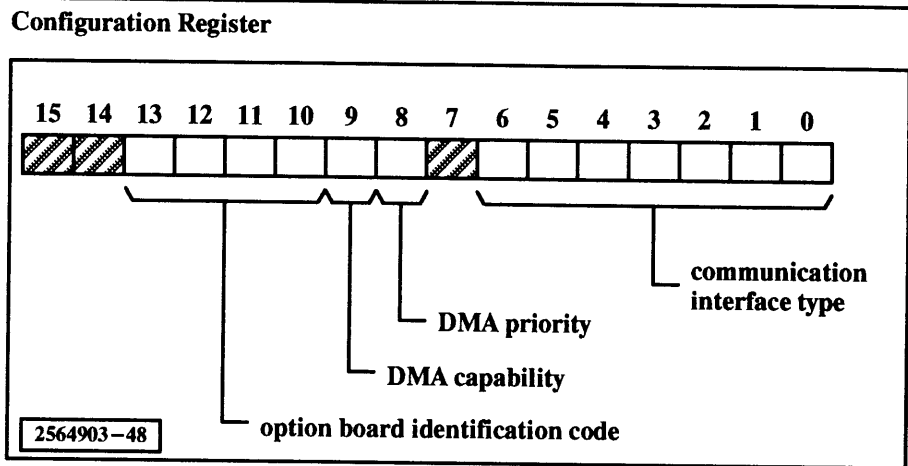 Configuration Register
15 14 13 12 11 10 9 8 7 6 5 4 3 2 1 0
communication
interface type
DMA priority
DMA capability
option board identification code
2564903-48